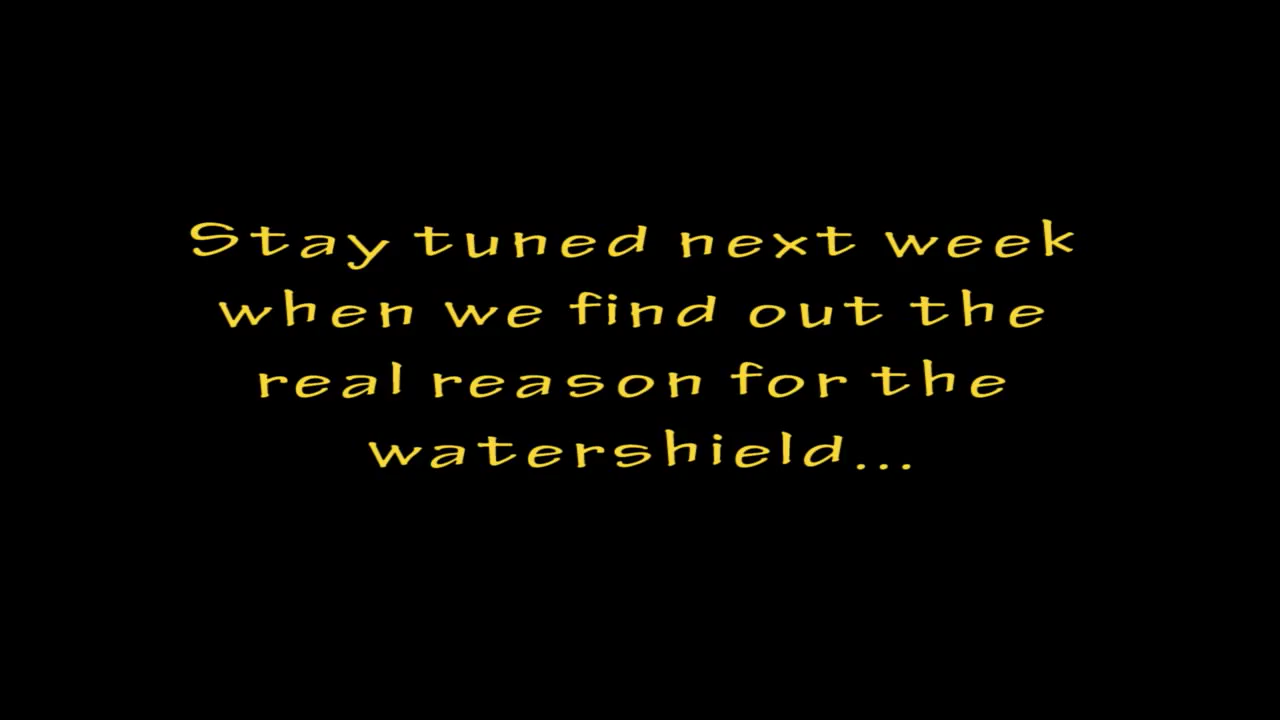 Stay tuned next week
when we find out the
real reason for the
watershield...